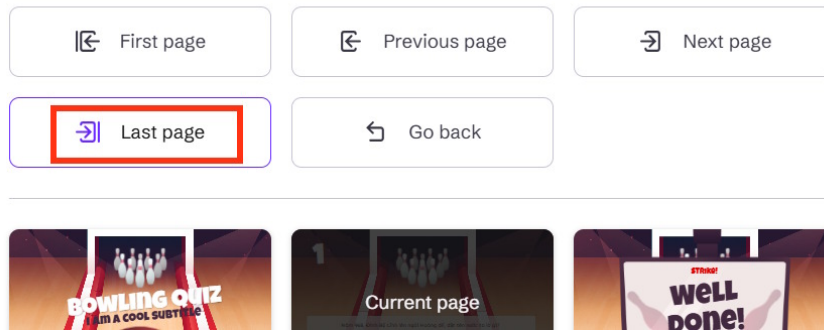 First page
Previous page
Next page
Last page
Go back
BOWLING QUIZ
I AM A COOL SUBTITLE
1
Current page
STRIKE!
WELL
DONE!